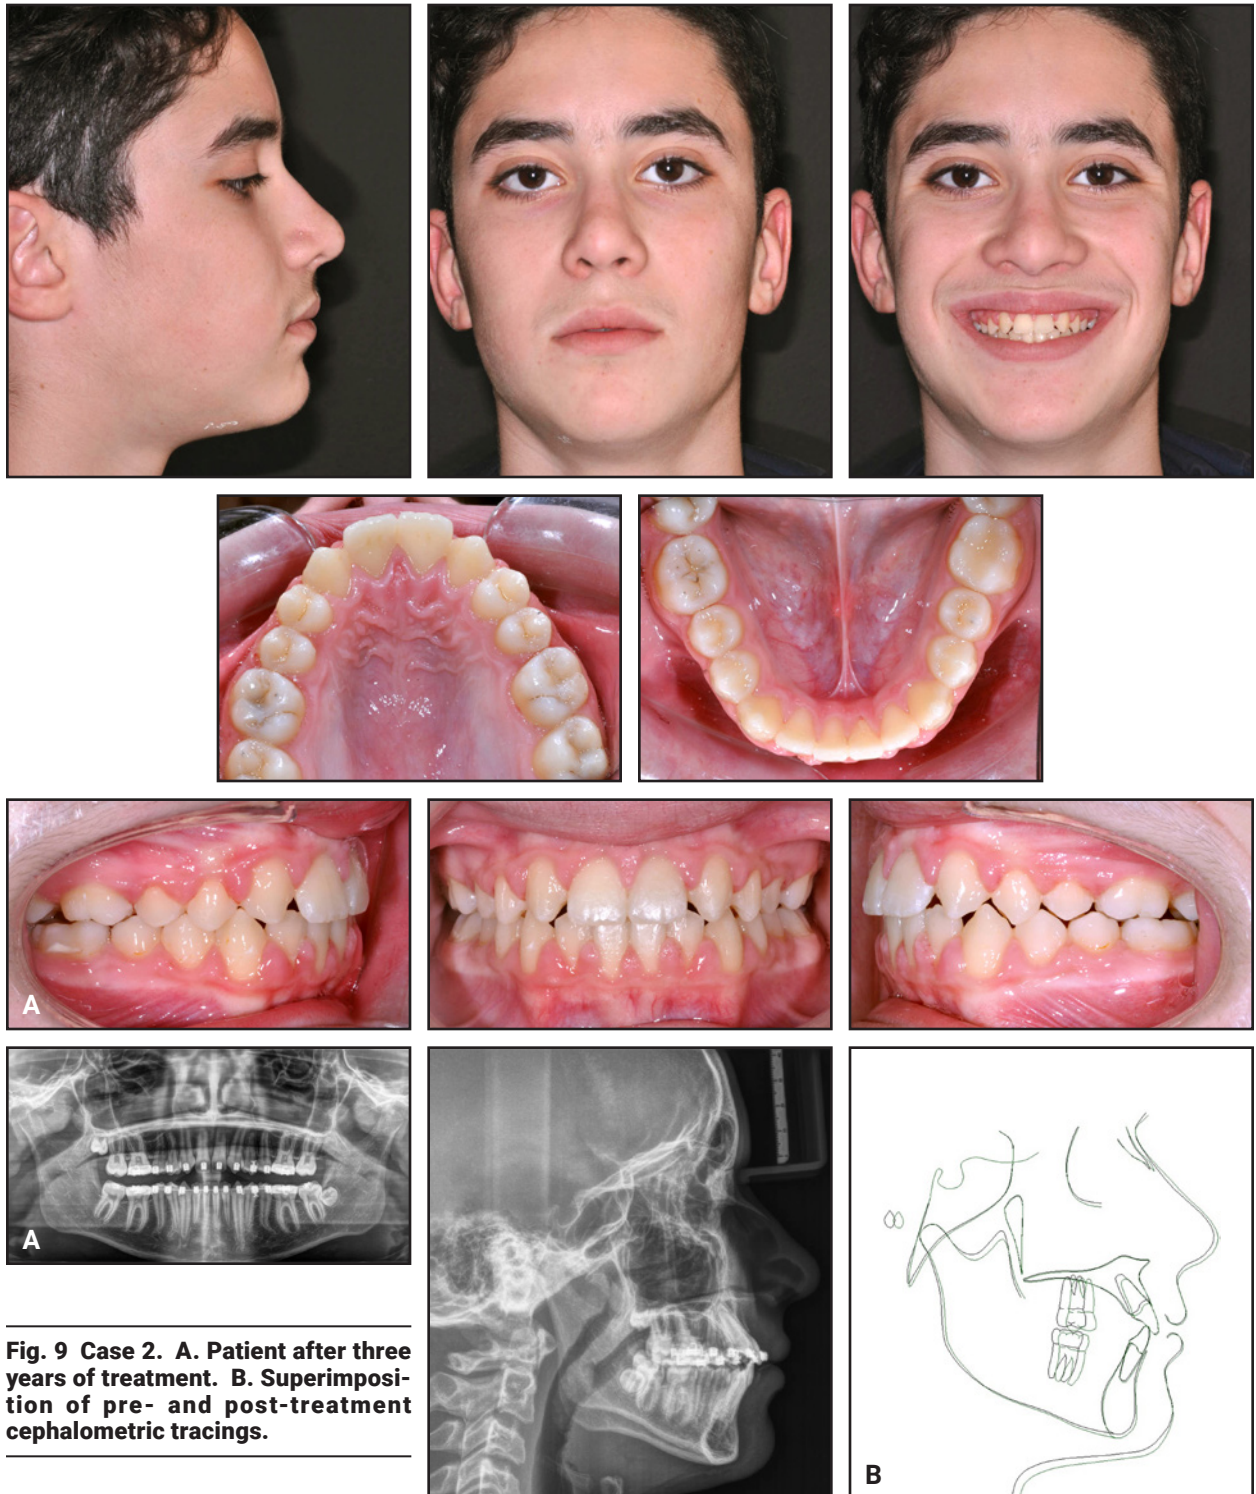 A
A
Fig. 9 Case 2. A. Patient after three
years of treatment. B. Superimposi-
tion of pre- and post-treatment
cephalometric tracings.
B